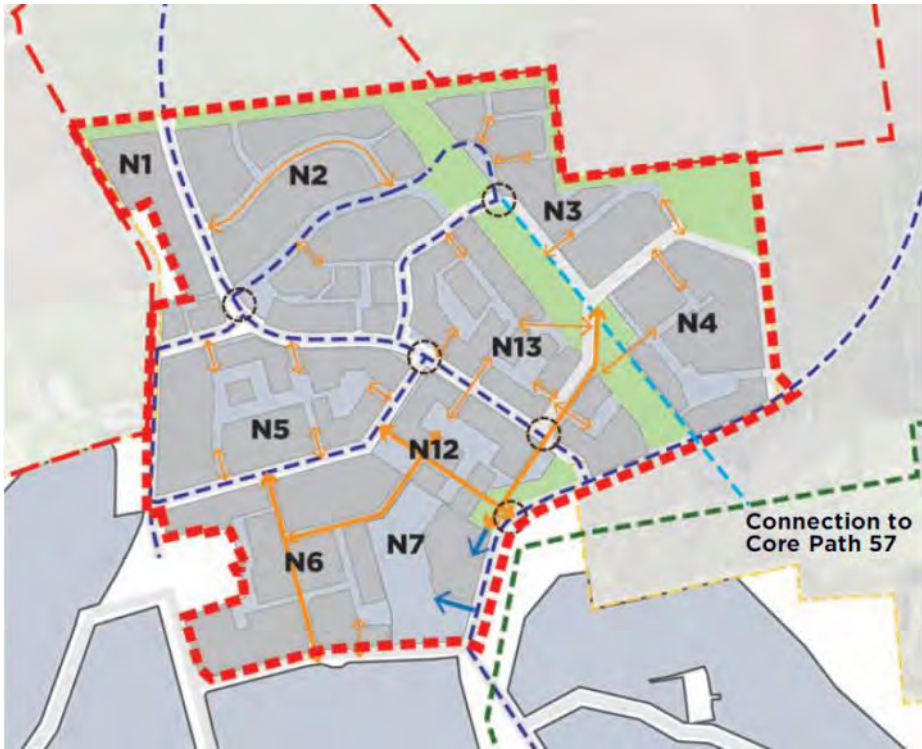 N1
N2
N3
N4
N13
N5
N12
N7
N6
Connection to
Core Path 57